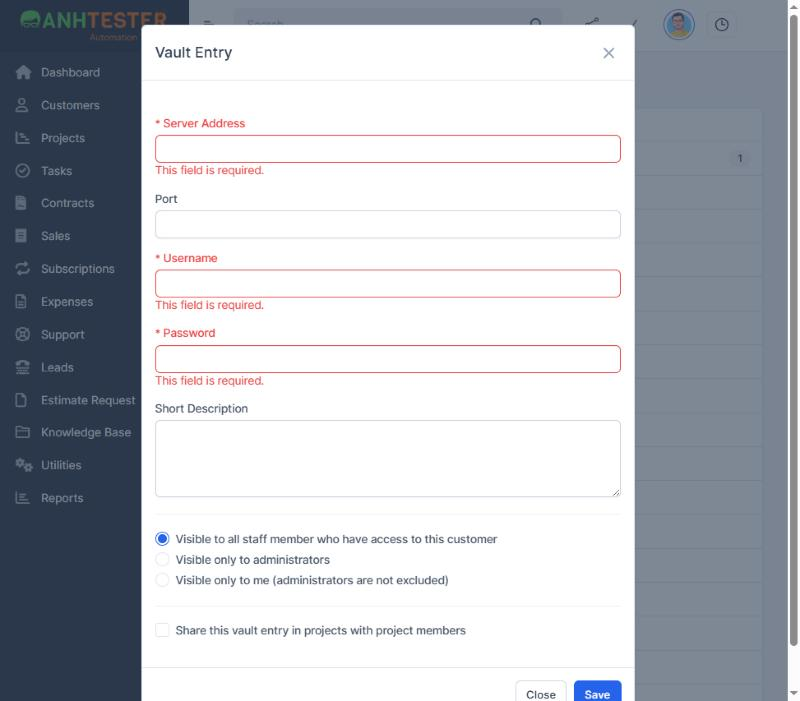 ANHTESTER
Automation
Search
Vault Entry
Dashboard
Customers
Projects
Tasks
Contracts
Sales
Subscriptions
Expenses
Support
Leads
Estimate Request
Knowledge Base
Utilities
Reports
* Server Address
This field is required.
Port
* Username
This field is required.
* Password
This field is required.
Short Description
Visible to all staff member who have access to this customer
Visible only to administrators
Visible only to me (administrators are not excluded)
Share this vault entry in projects with project members
Close
Save
1